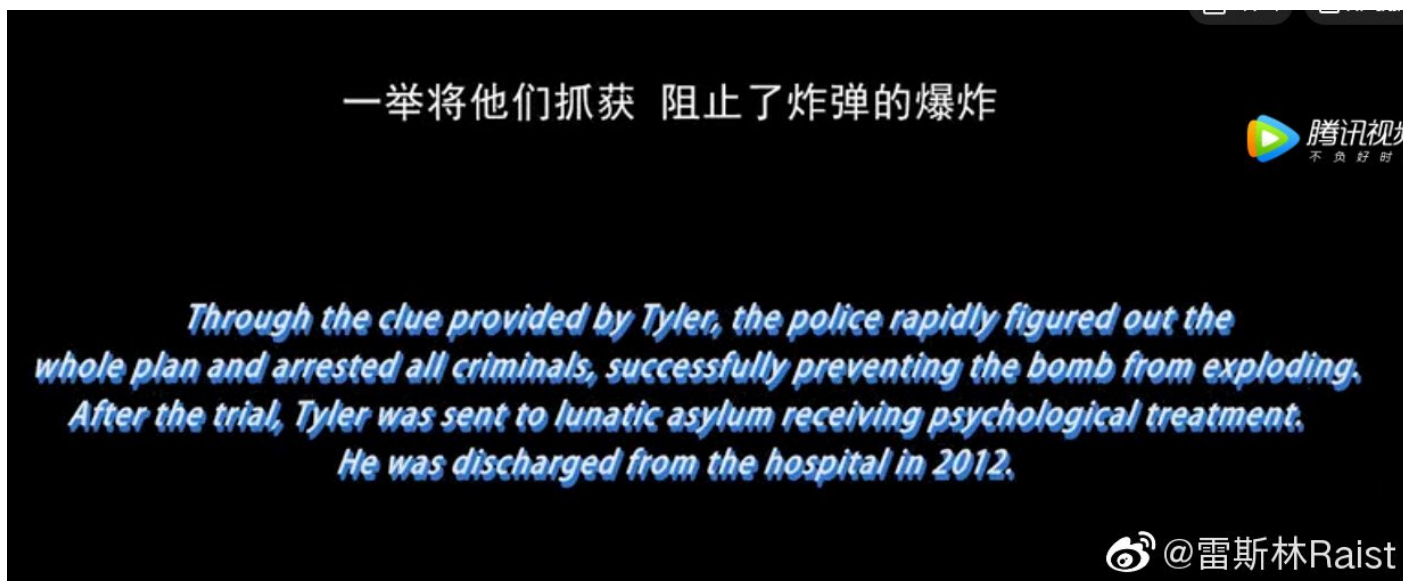 一举将他们抓获 阻止了炸弹的爆炸
腾讯视
不负好时
Through the clue provided by Tyler, the police rapidly figured out the
whole plan and arrested all criminals, successfully preventing the bomb from exploding.
After the trial, Tyler was sent to lunatic asylum receiving psychological treatment.
He was discharged from the hospital in 2012.
@雷斯林Raist